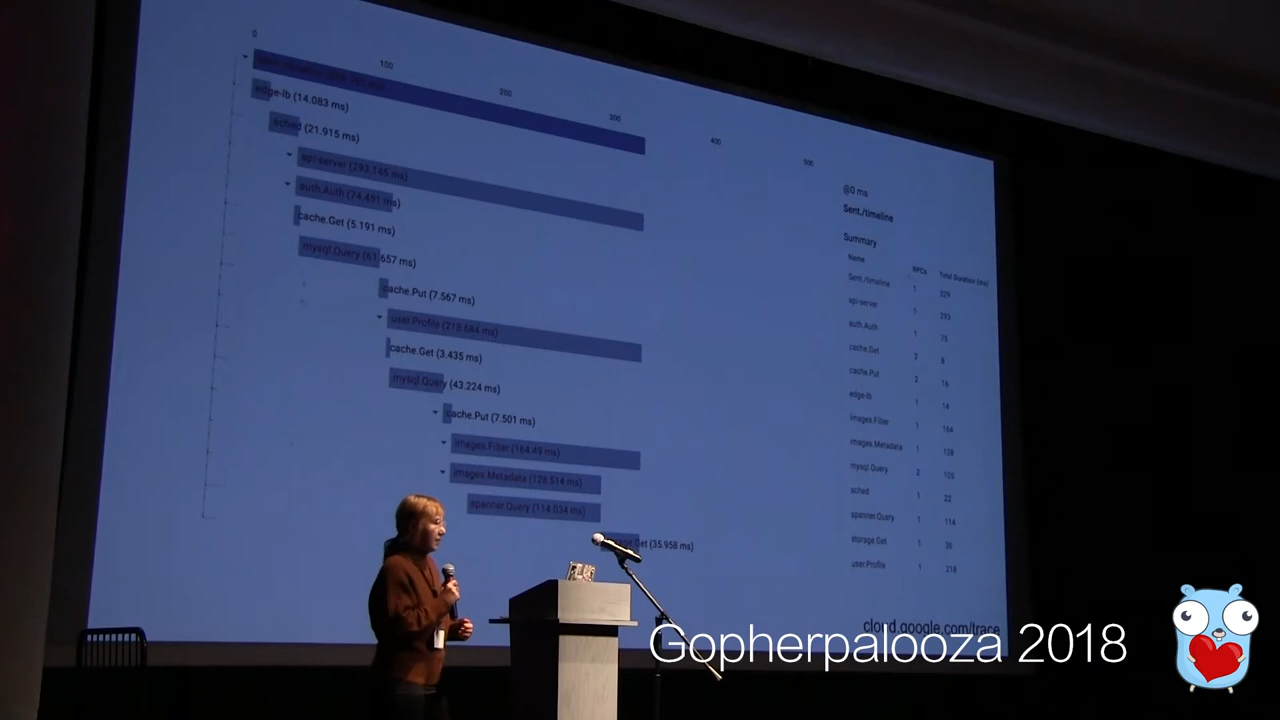 0
100
200
300
400
500
edge-lb (14.083 ms)
sched (21.915 ms)
api-server (293.145 ms)
auth.Auth (74.451 ms)
cache.Get (5.191 ms)
mysql.Query (61.657 ms)
cache.Put (7.567 ms)
user.Profile (218.684 ms)
cache.Get (3.435 ms)
mysql.Query (43.224 ms)
cache.Put (7.501 ms)
images.Filter (164.49 ms)
images.Metadata (128.514 ms)
spanner.Query (114.034 ms)
storage.Get (35.958 ms)
@0 ms
Sent./timeline
Summary
Name RPCs Total Duration (ms)
Sent./timeline 1 329
api-server 1 293
auth.Auth 1 75
cache.Get 2 8
cache.Put 2 16
edge-lb 1 14
images.Filter 1 164
images.Metadata 1 128
mysql.Query 2 105
sched 1 22
spanner.Query 1 114
storage.Get 1 36
user.Profile 1 218
cloud.google.com/trace
Gopherpalooza 2018